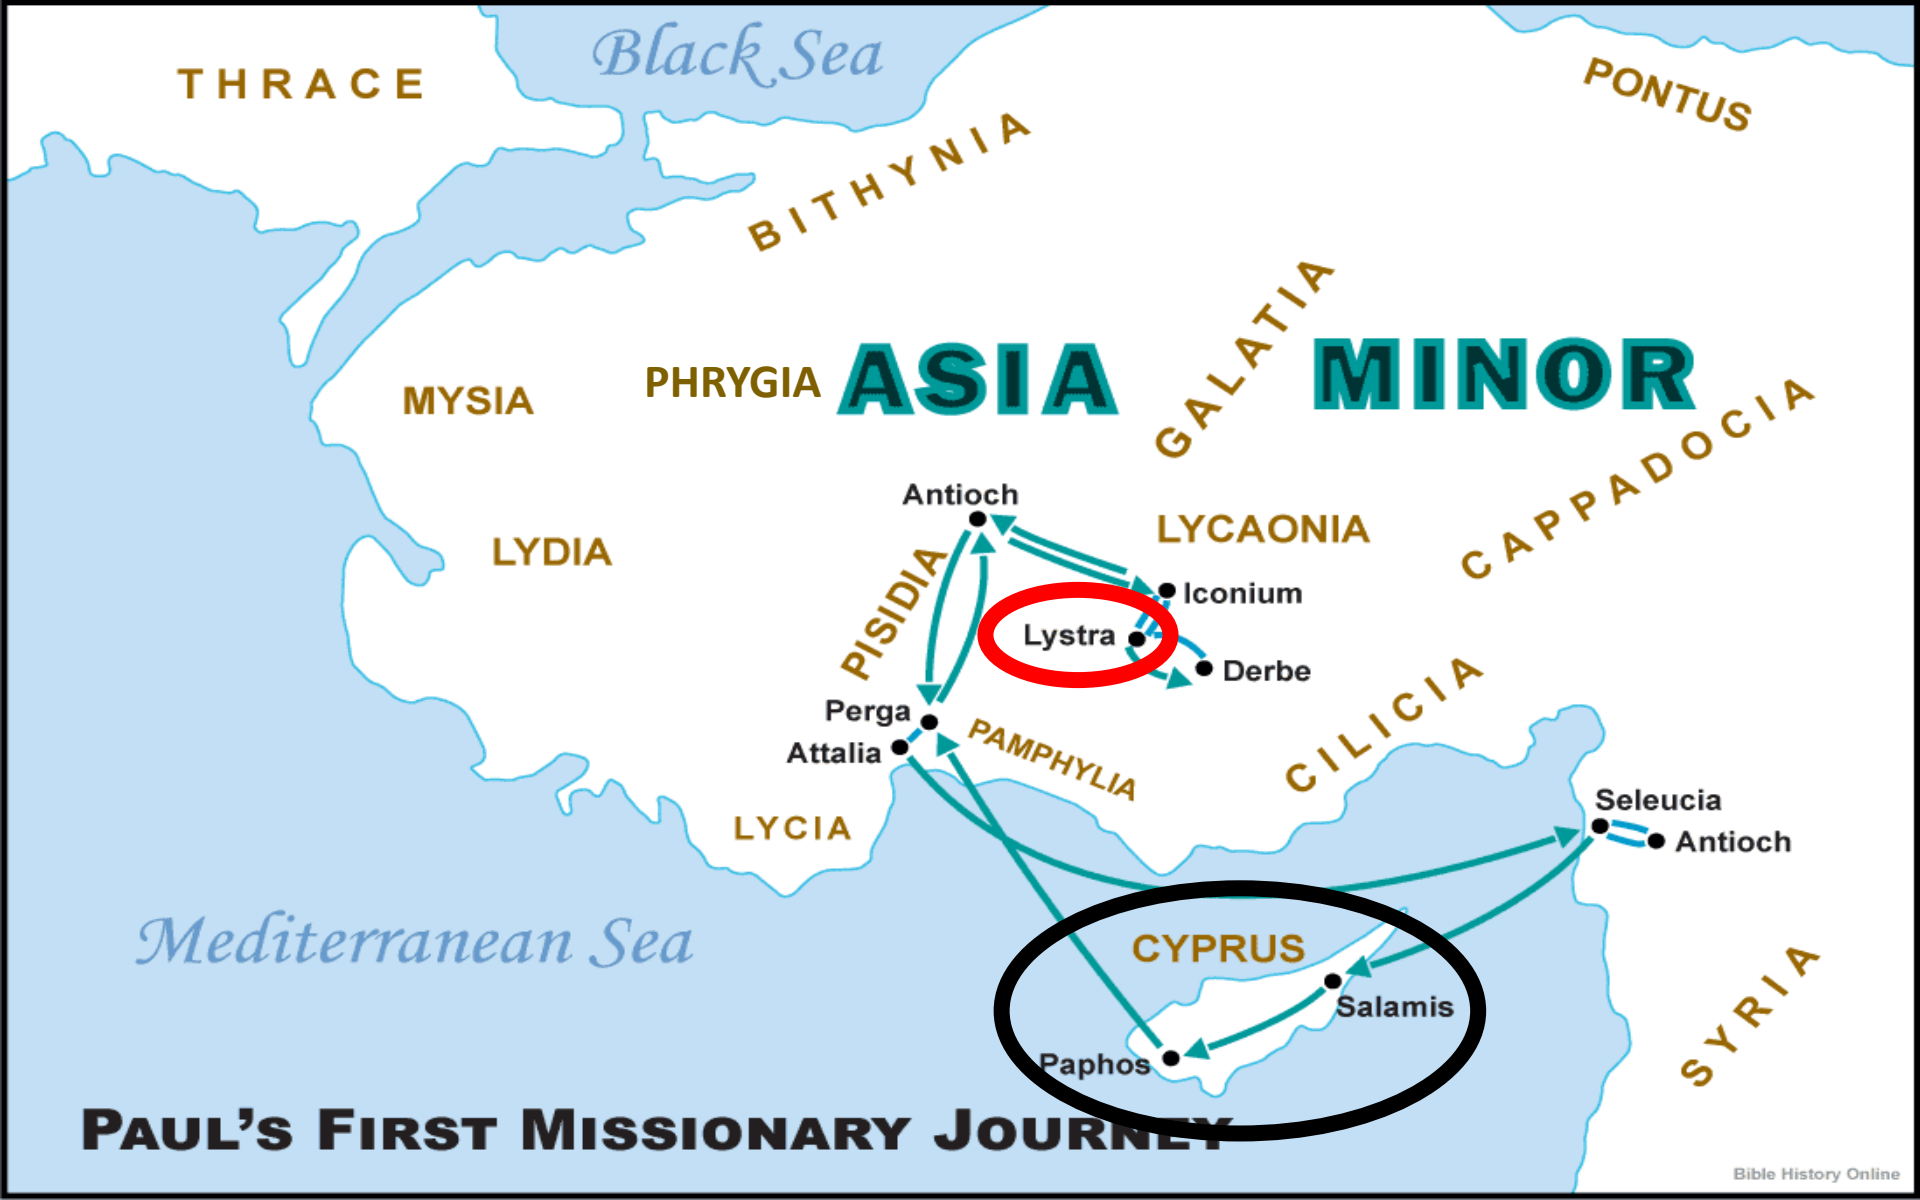 Black Sea
THRACE
PONTUS
BITHYNIA
GALATIA
ASIA MINOR
PHRYGIA
MYSIA
CAPPADOCIA
Antioch
LYCAONIA
LYDIA
PISIDIA
Iconium
Lystra
Derbe
CILICIA
Perga
PAMPHYLIA
Attalia
Seleucia
LYCIA
Antioch
Mediterranean Sea
CYPRUS
SYRIA
Salamis
Paphos
PAUL'S FIRST MISSIONARY JOURNEY
Bible History Online